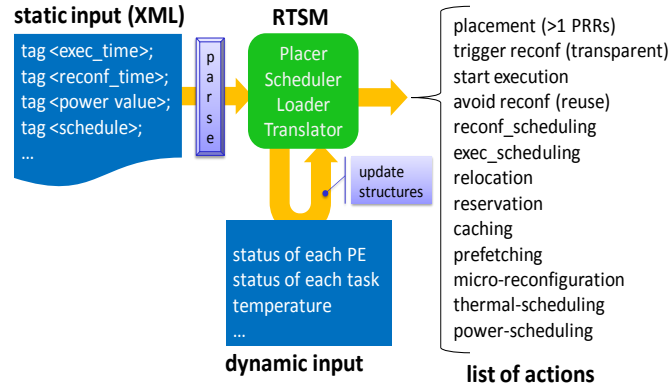 static input (XML)
tag <exec_time>;
tag <reconf_time>;
tag <power value>;
tag <schedule>;
...
parse
RTSM
Placer
Scheduler
Loader
Translator
update
structures
status of each PE
status of each task
temperature
...
dynamic input
placement (>1 PRRs)
trigger reconf (transparent)
start execution
avoid reconf (reuse)
reconf_scheduling
exec_scheduling
relocation
reservation
caching
prefetching
micro-reconfiguration
thermal-scheduling
power-scheduling
list of actions